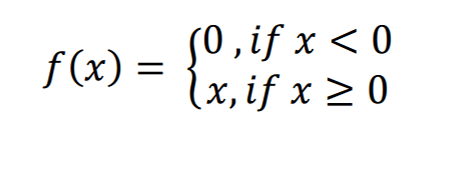 f(x) = {0 , if x < 0
x, if x ≥ 0